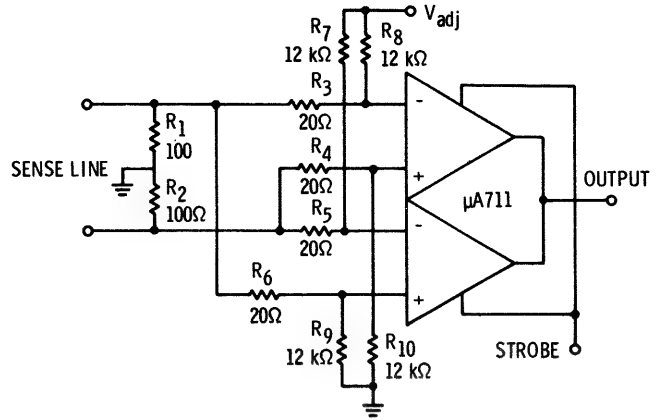 V adj
R7
12 kΩ
R8
12 kΩ
R3
20Ω
-
R1
100
R4
20Ω
+
SENSE LINE
R2
100Ω
R5
20Ω
-
μA711
OUTPUT
R6
20Ω
+
R9
12 kΩ
R10
12 kΩ
STROBE